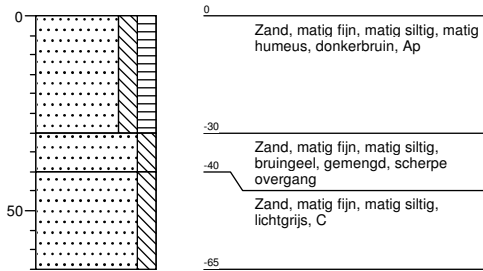 0
50
0
Zand, matig fijn, matig siltig, matig
humeus, donkerbruin, Ap
-30
Zand, matig fijn, matig siltig,
bruingeel, gemengd, scherpe
overgang
-40
Zand, matig fijn, matig siltig,
lichtgrijs, C
-65